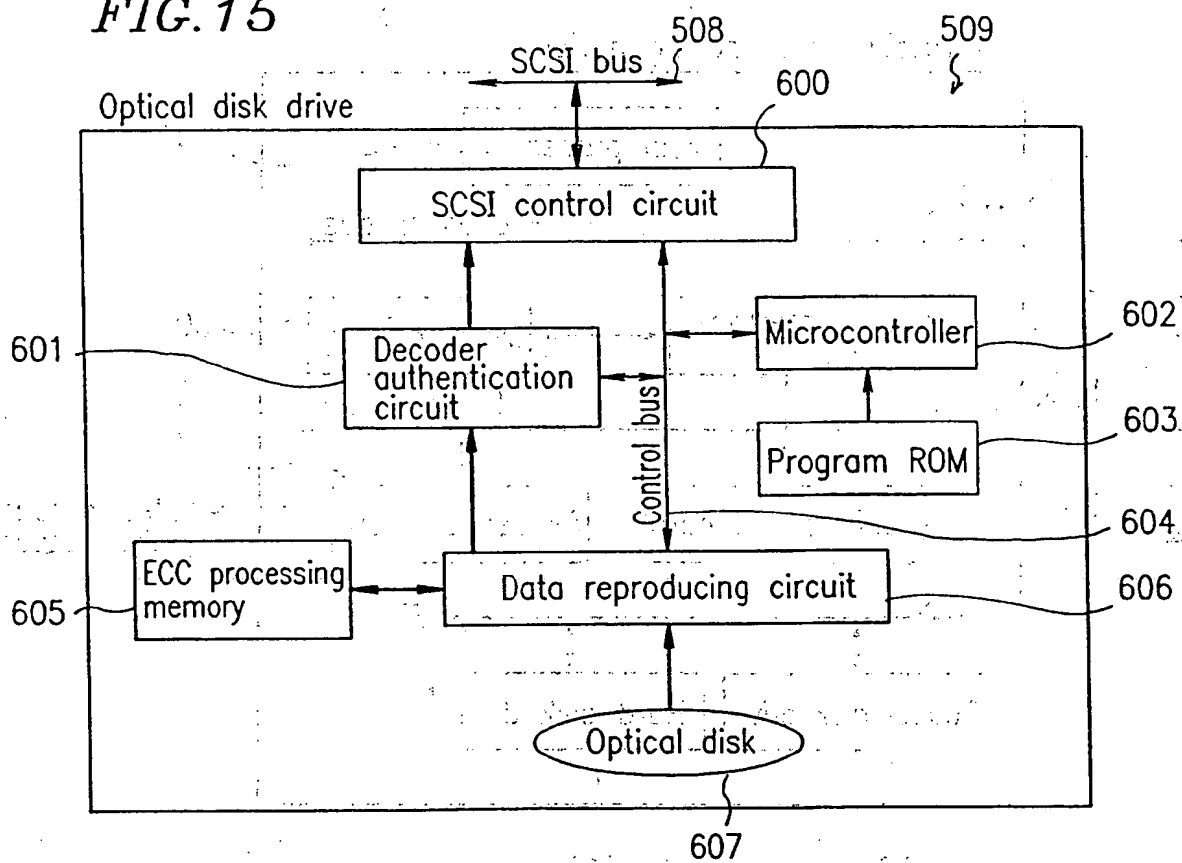 FIG. 15
508
509
SCSI bus
600
Optical disk drive
SCSI control circuit
Microcontroller
602
601
Decoder
authentication
circuit
Control bus
603
Program ROM
604
ECC processing
memory
605
Data reproducing circuit
606
Optical disk
607